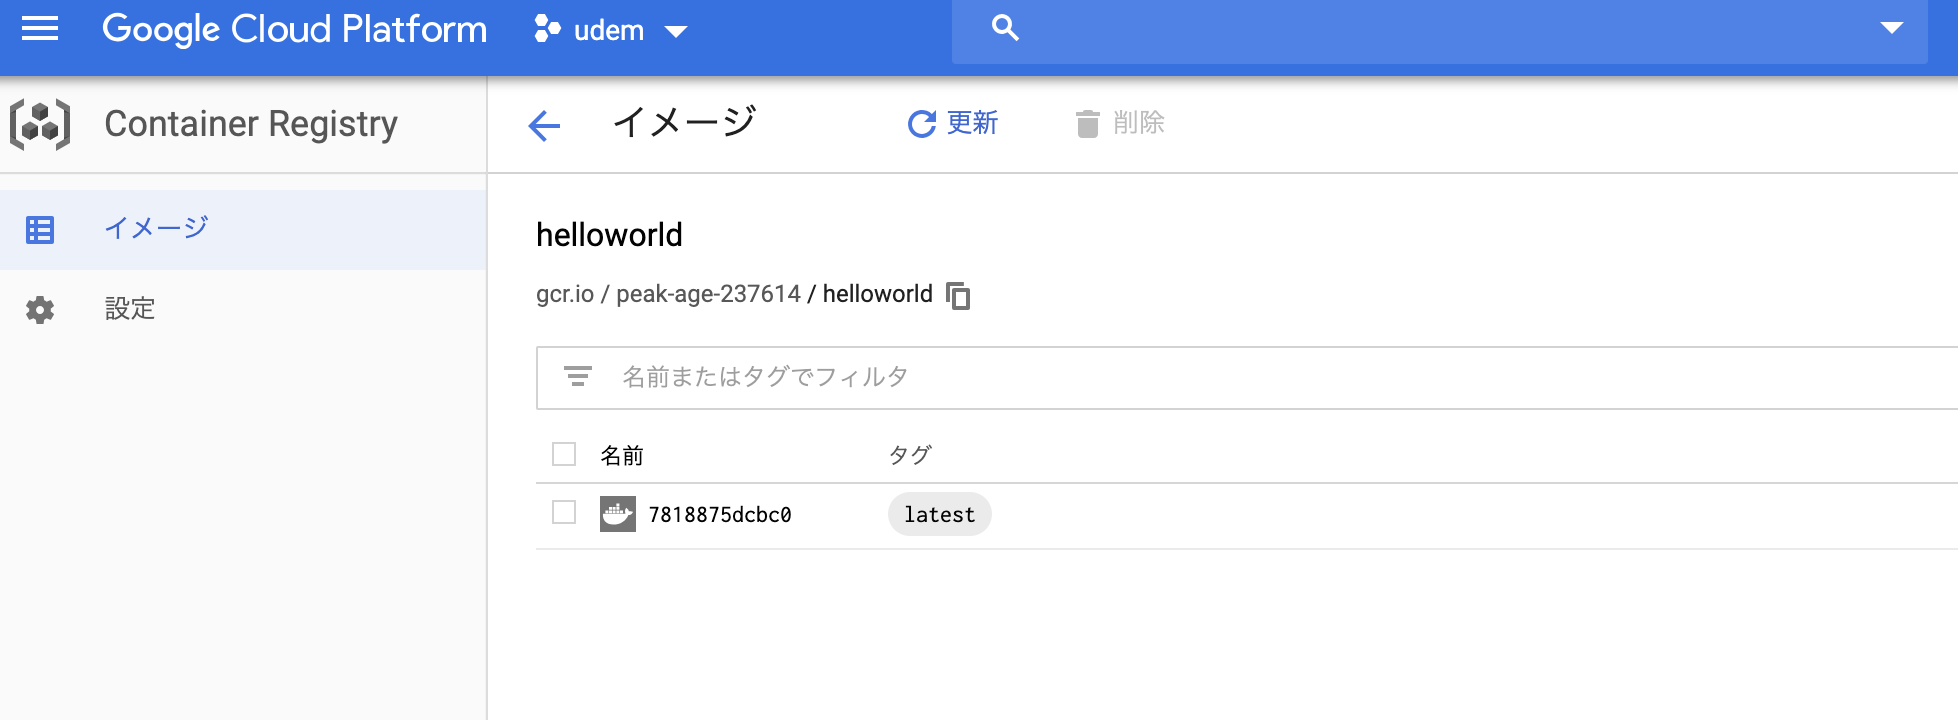 Google Cloud Platform udem
Container Registry
イメージ 更新 削除
イメージ
設定
helloworld
gcr.io / peak-age-237614 / helloworld
名前またはタグでフィルタ
名前 タグ
7818875dcbc0 latest